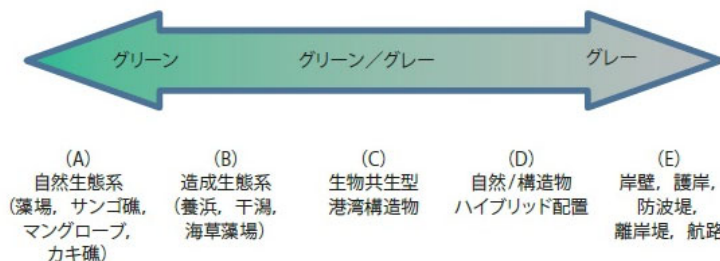 グリーン
グリーン／グレー
グレー
(A)
自然生態系
(藻場，サンゴ礁，
マングローブ，
カキ礁)
(B)
造成生態系
(養浜，干潟，
海草藻場)
(C)
生物共生型
港湾構造物
(D)
自然/構造物
ハイブリッド配置
(E)
岸壁，護岸，
防波堤，
離岸堤，航路